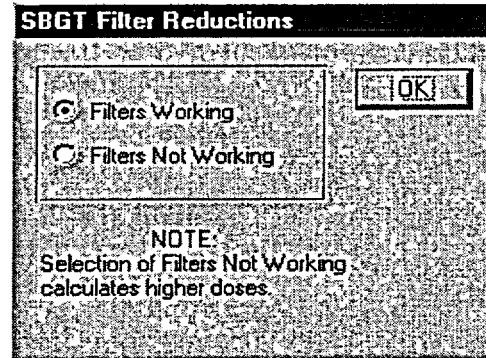 SBGT Filter Reductions
Filters Working
OK
Filters Not Working
NOTE:
Selection of Filters Not Working
calculates higher doses.